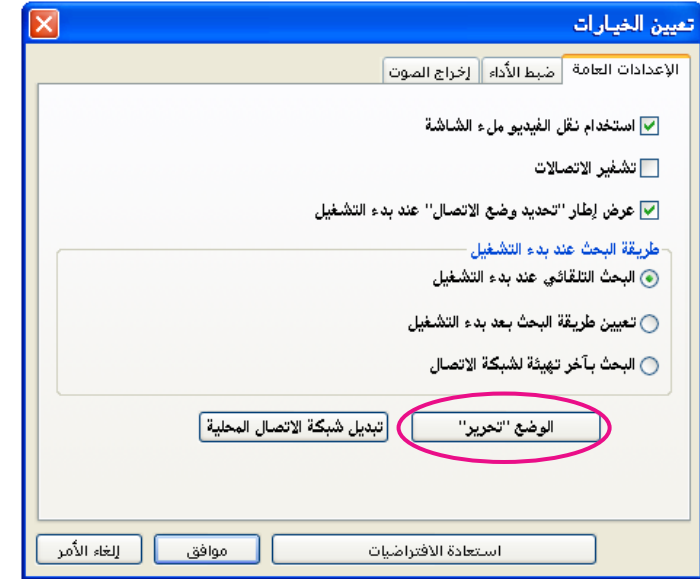 تعيين الخيارات
الإعدادات العامة ضبط الأداء إخراج الصوت
استخدام نقل الفيديو ملء الشاشة
تشفير الاتصالات
عرض إطار "تحديد وضع الاتصال" عند بدء التشغيل
طريقة البحث عند بدء التشغيل
البحث التلقائي عند بدء التشغيل
تعيين طريقة البحث بعد بدء التشغيل
البحث بآخر تهيئة لشبكة الاتصال
الوضع "تحرير" تبديل شبكة الاتصال المحلية
استعادة الافتراضيات موافق إلغاء الأمر